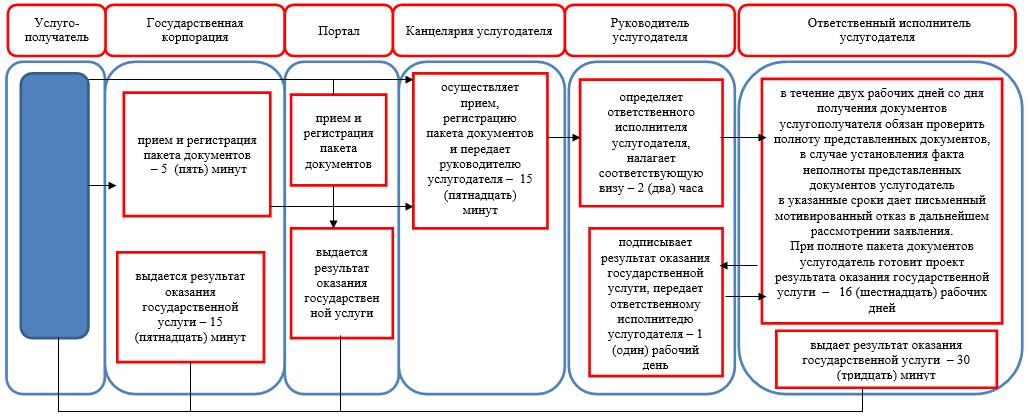 Услуго-
получатель
Государственная
корпорация
Портал
Канцелярия услугодателя
Руководитель
услугодателя
Ответственный исполнитель
услугодателя
прием и регистрация
пакета документов
– 5 (пять) минут
выдается результат
оказания
государственной
услуги – 15
(пятнадцать) минут
прием и
регистрация
пакета
документов
выдается
результат
оказания
государствен
ной услуги
осуществляет
прием,
регистрацию
пакета документов
и передает
руководителю
услугодателя – 15
(пятнадцать)
минут
определяет
ответственного
исполнителя
услугодателя,
налагает
соответствующую
визу – 2 (два) часа
подписывает
результат оказания
государственной
услуги, передает
ответственному
исполнитедю
услугодателя – 1
(один) рабочий
день
в течение двух рабочих дней со дня
получения документов
услугополучателя обязан проверить
полноту представленных документов,
в случае установления факта
неполноты представленных
документов услугодатель
в указанные сроки дает письменный
мотивированный отказ в дальнейшем
рассмотрении заявления.
При полноте пакета документов
услугодатель готовит проект
результата оказания государственной
услуги – 16 (шестнадцать) рабочих
дней
выдает результат оказания
государственной услуги – 30
(тридцать) минут